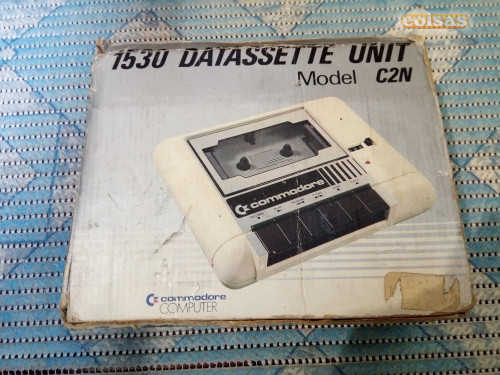 coisas
1530 DATASSETTE UNIT
Model C2N
commodore
commodore
COMPUTER